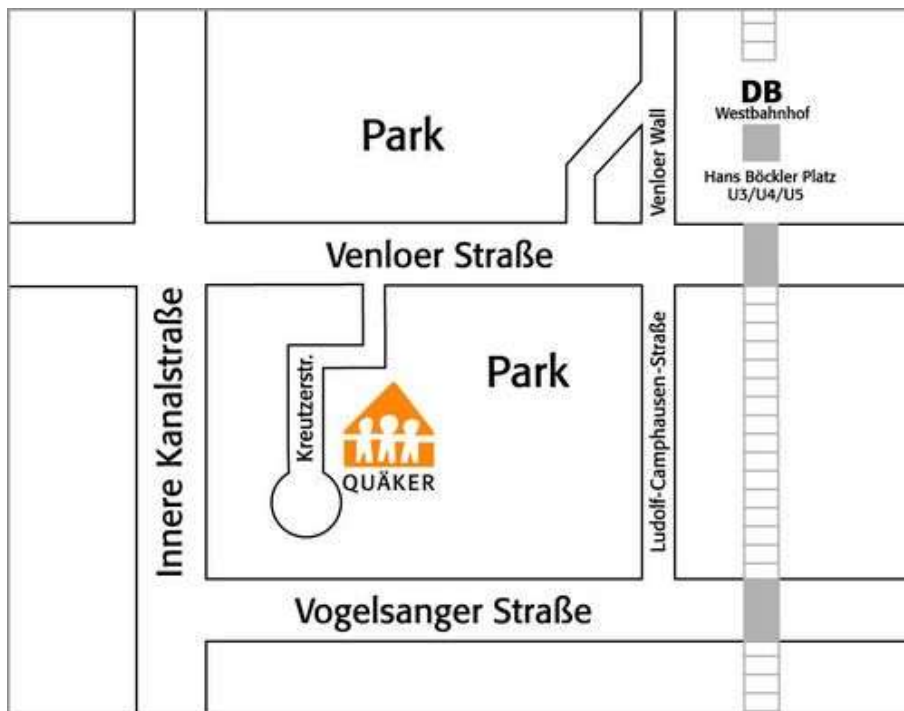 DB
Westbahnhof
Park
Venloer Wall
Hans Böckler Platz
U3/U4/U5
Venloer Straße
Innere Kanalstraße
Kreutzerstr.
Park
Ludolf-Camphausen-Straße
QUÄKER
Vogelsanger Straße